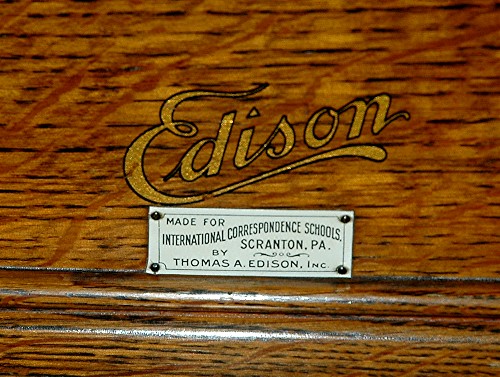 Edison
MADE FOR
INTERNATIONAL CORRESPONDENCE SCHOOLS,
SCRANTON, PA.
BY
THOMAS A. EDISON, INC